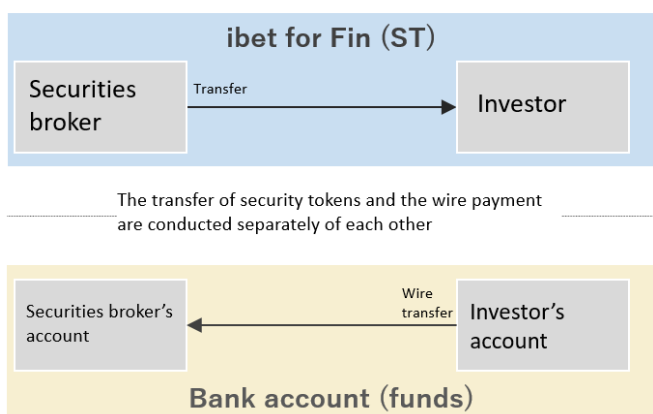 ibet for Fin (ST)
Securities
broker
Transfer
Investor
The transfer of security tokens and the wire payment
are conducted separately of each other
Securities broker's
account
Wire
transfer
Investor's
account
Bank account (funds)